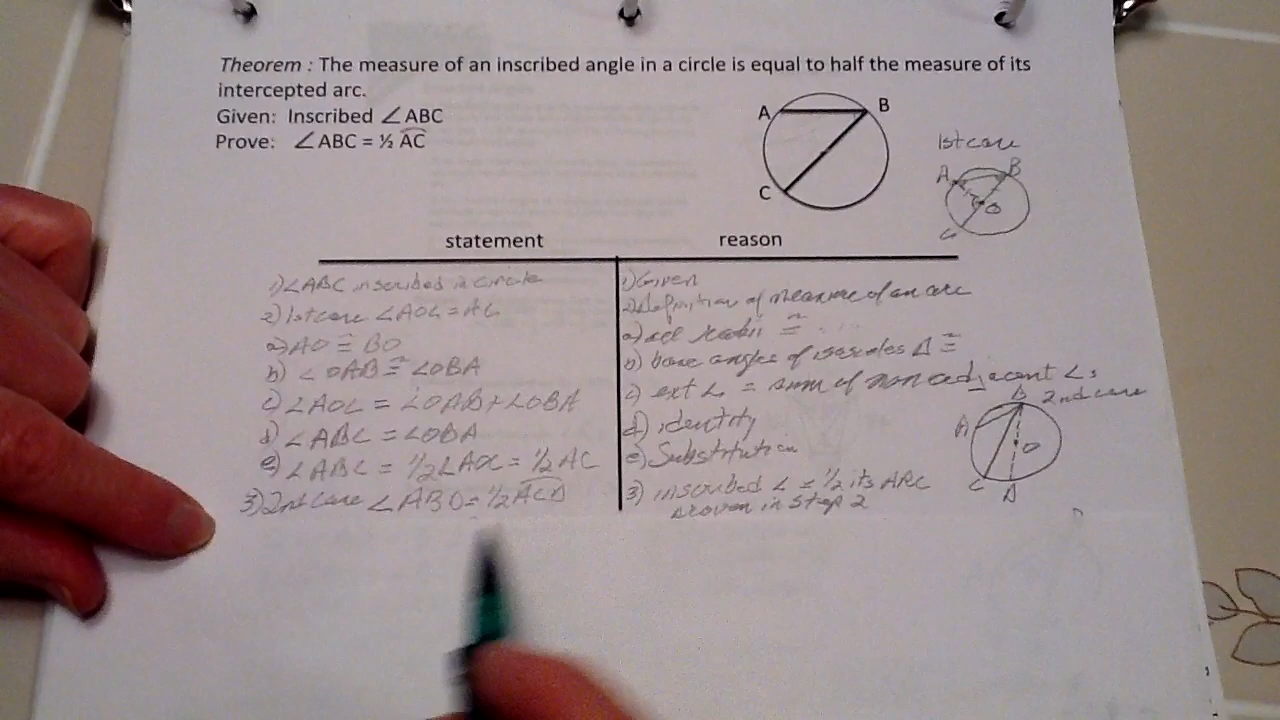 Theorem : The measure of an inscribed angle in a circle is equal to half the measure of its
intercepted arc.
Given: Inscribed ∠ABC
Prove: ∠ABC = ½ AC
A B
C
1st case
A B
O
C
statement reason
1) ∠ABC inscribed in circle
2) 1st case ∠AOC = AC
a) AO ≅ BO
b) ∠OAB ≅ ∠OBA
c) ∠AOC = ∠OAB + ∠OBA
d) ∠ABC = ∠OBA
e) ∠ABC = 1/2 ∠AOC = 1/2 AC
3) 2nd case ∠ABD = 1/2 ACD
1) Given
2) Definition of measure of an arc
a) all radii ≅
b) base angles of isosceles Δ ≅
c) ext ∠ = sum of non adjacent ∠s
d) identity
e) Substitution
3) inscribed ∠ = 1/2 its ARC
proven in Step 2
B 2nd case
A
O
C D